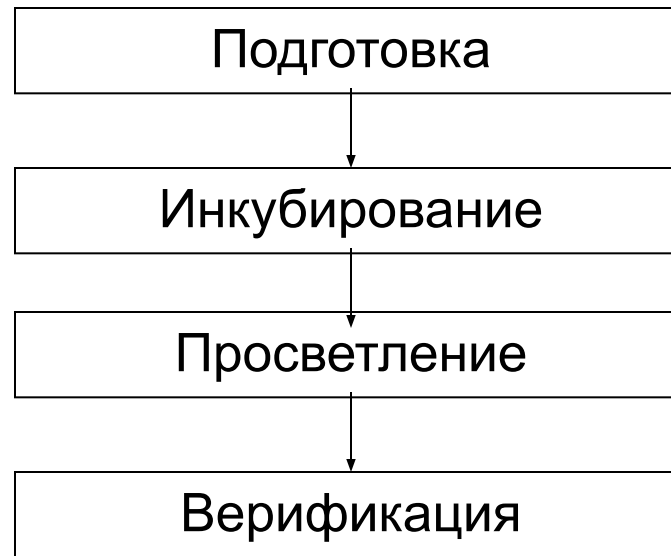 Подготовка
Инкубирование
Просветление
Верификация